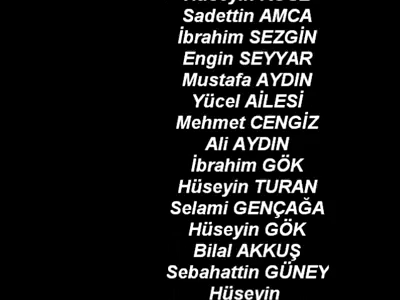 Sadettin AMCA
İbrahim SEZGİN
Engin SEYYAR
Mustafa AYDIN
Yücel AİLESİ
Mehmet CENGİZ
Ali AYDIN
İbrahim GÖK
Hüseyin TURAN
Selami GENÇAĞA
Hüseyin GÖK
Bilal AKKUŞ
Sebahattin GÜNEY
Hüseyin